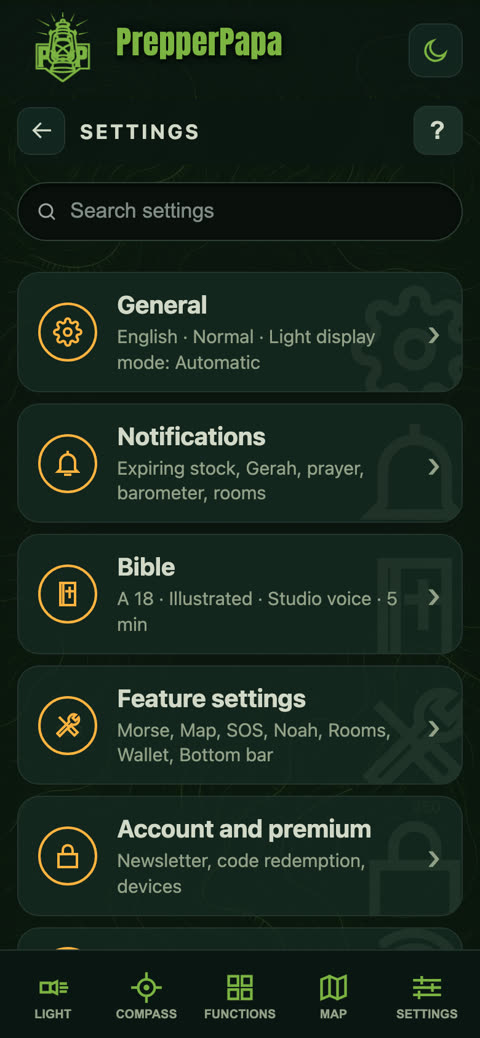 PrepperPapa
SETTINGS
?
Search settings
General
English · Normal · Light display
mode: Automatic
Notifications
Expiring stock, Gerah, prayer,
barometer, rooms
Bible
A 18 · Illustrated · Studio voice · 5
min
Feature settings
Morse, Map, SOS, Noah, Rooms,
Wallet, Bottom bar
Account and premium
Newsletter, code redemption,
devices
LIGHT
COMPASS
FUNCTIONS
MAP
SETTINGS